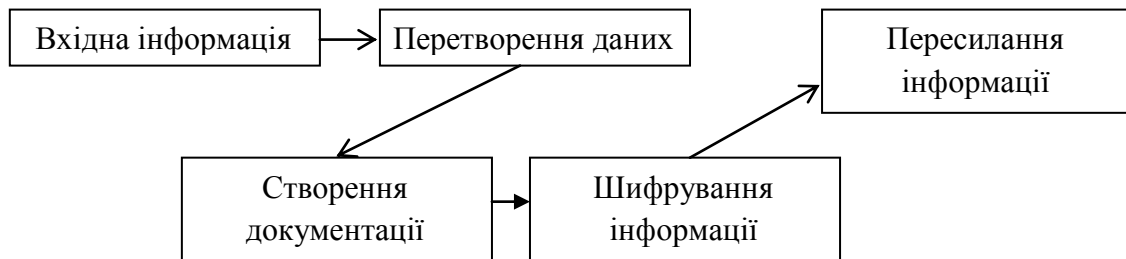 Вхідна інформація
Перетворення даних
Пересилання
інформації
Створення
документації
Шифрування
інформації